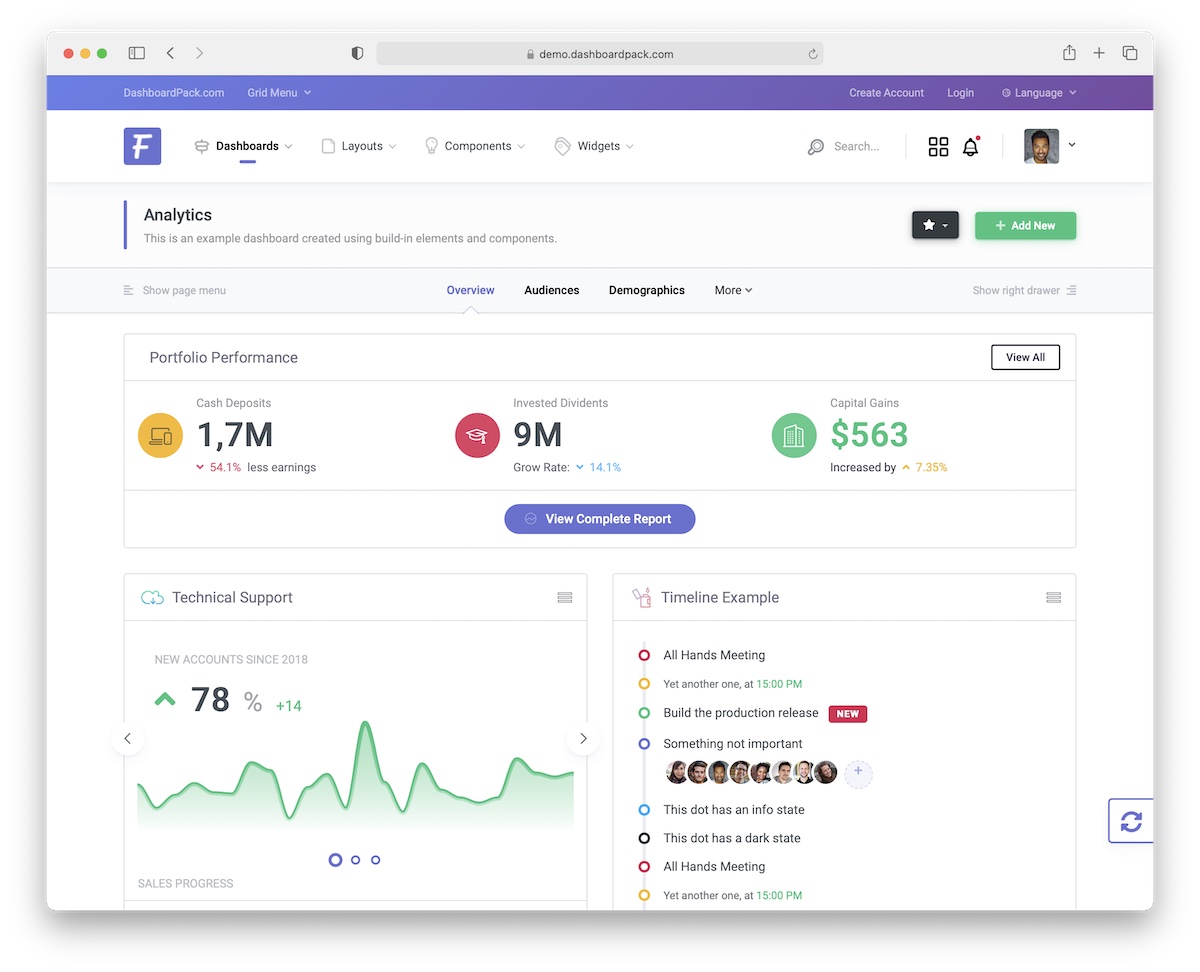 demo.dashboardpack.com
DashboardPack.com Grid Menu Create Account Login Language
F Dashboards Layouts Components Widgets Search...
Analytics
This is an example dashboard created using build-in elements and components.
Add New
Show page menu Overview Audiences Demographics More Show right drawer
Portfolio Performance View All
Cash Deposits
1,7M
54.1% less earnings
Invested Dividents
9M
Grow Rate: 14.1%
Capital Gains
$563
Increased by 7.35%
View Complete Report
Technical Support
NEW ACCOUNTS SINCE 2018
78 % +14
SALES PROGRESS
Timeline Example
All Hands Meeting
Yet another one, at 15:00 PM
Build the production release NEW
Something not important
+
This dot has an info state
This dot has a dark state
All Hands Meeting
Yet another one, at 15:00 PM